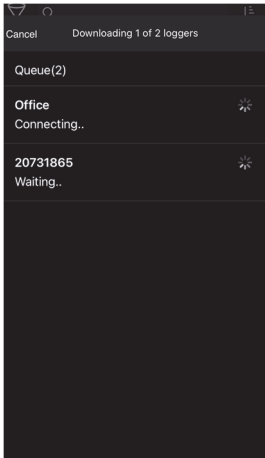 Cancel Downloading 1 of 2 loggers
Queue(2)
Office
Connecting..
20731865
Waiting..